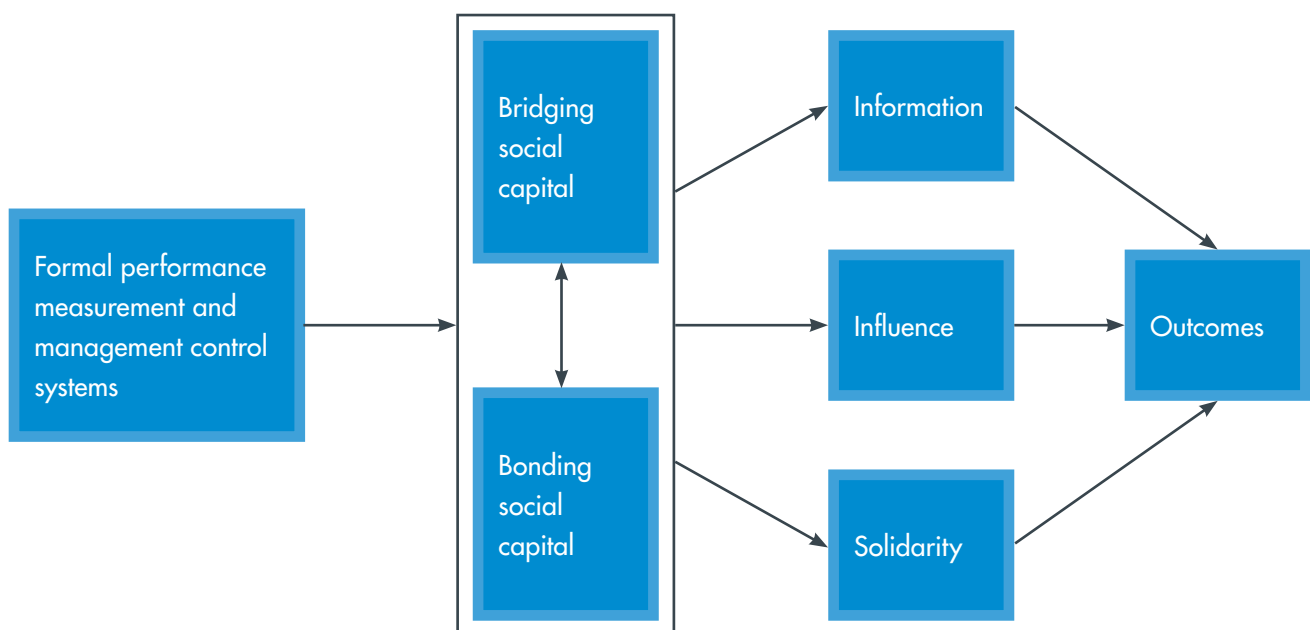 Formal performance
measurement and
management control
systems
Bridging
social
capital
Bonding
social
capital
Information
Influence
Solidarity
Outcomes